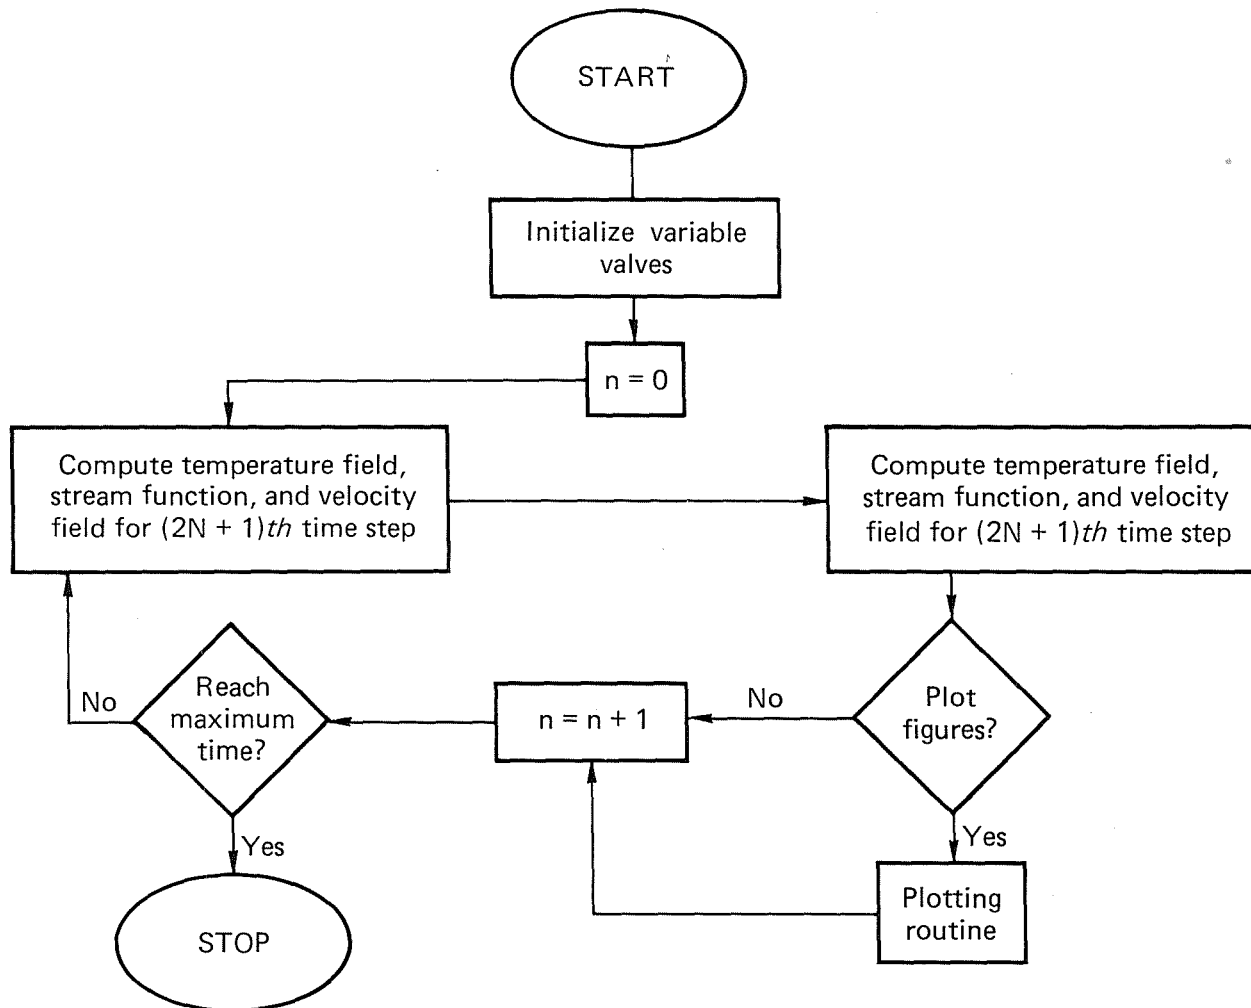 START
Initialize variable
valves
n = 0
Compute temperature field,
stream function, and velocity
field for (2N + 1)th time step
Compute temperature field,
stream function, and velocity
field for (2N + 1)th time step
Plot
figures?
No
Yes
Plotting
routine
n = n + 1
Reach
maximum
time?
No
Yes
STOP